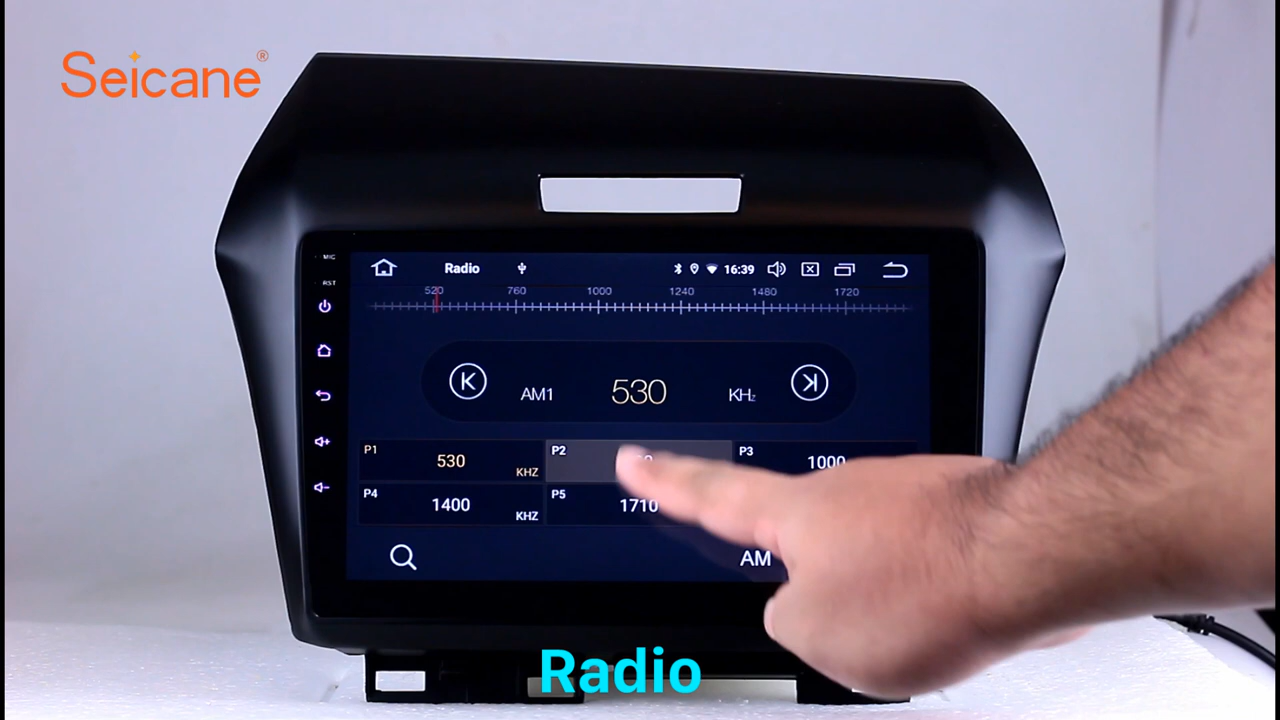 Seicane®
MIC
RST
Radio 16:39
520 760 1000 1240 1480 1720
AM1 530 KHz
P1 530 KHZ P2 P3 1000
P4 1400 KHZ P5 1710
AM
Radio